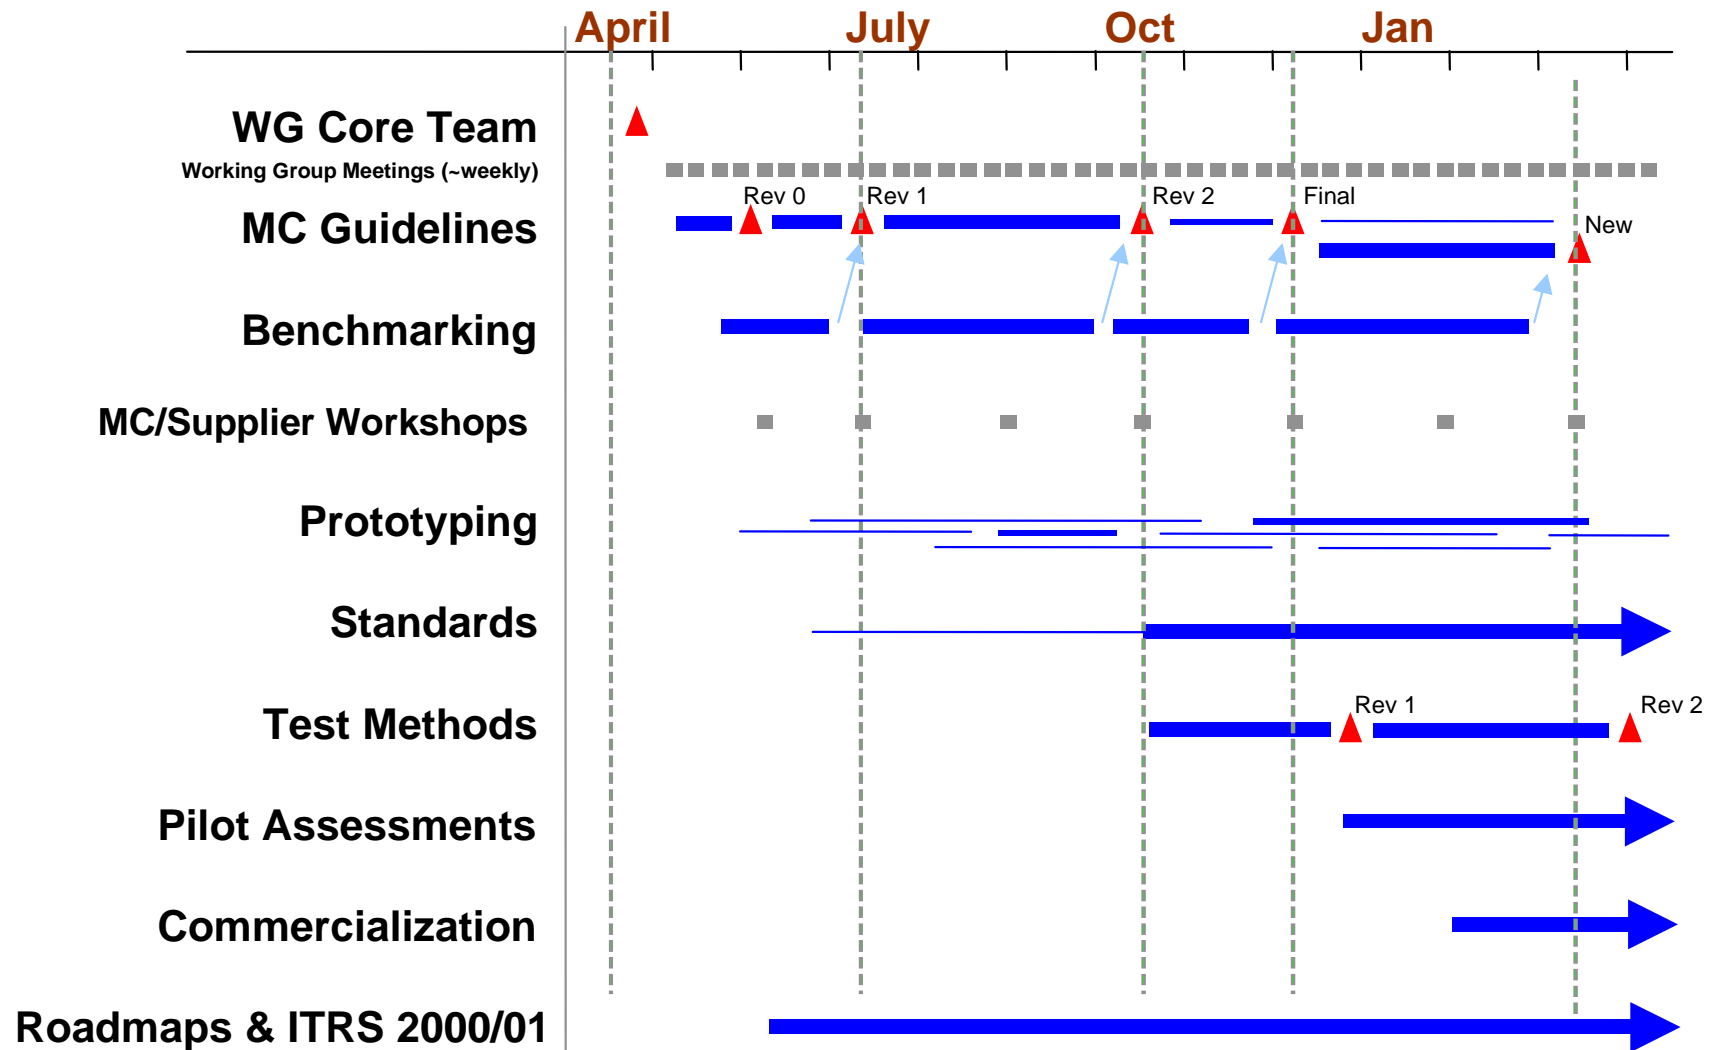 April July Oct Jan
WG Core Team
Working Group Meetings (~weekly)
Rev 0 Rev 1 Rev 2 Final
MC Guidelines
New
Benchmarking
MC/Supplier Workshops
Prototyping
Standards
Rev 1 Rev 2
Test Methods
Pilot Assessments
Commercialization
Roadmaps & ITRS 2000/01